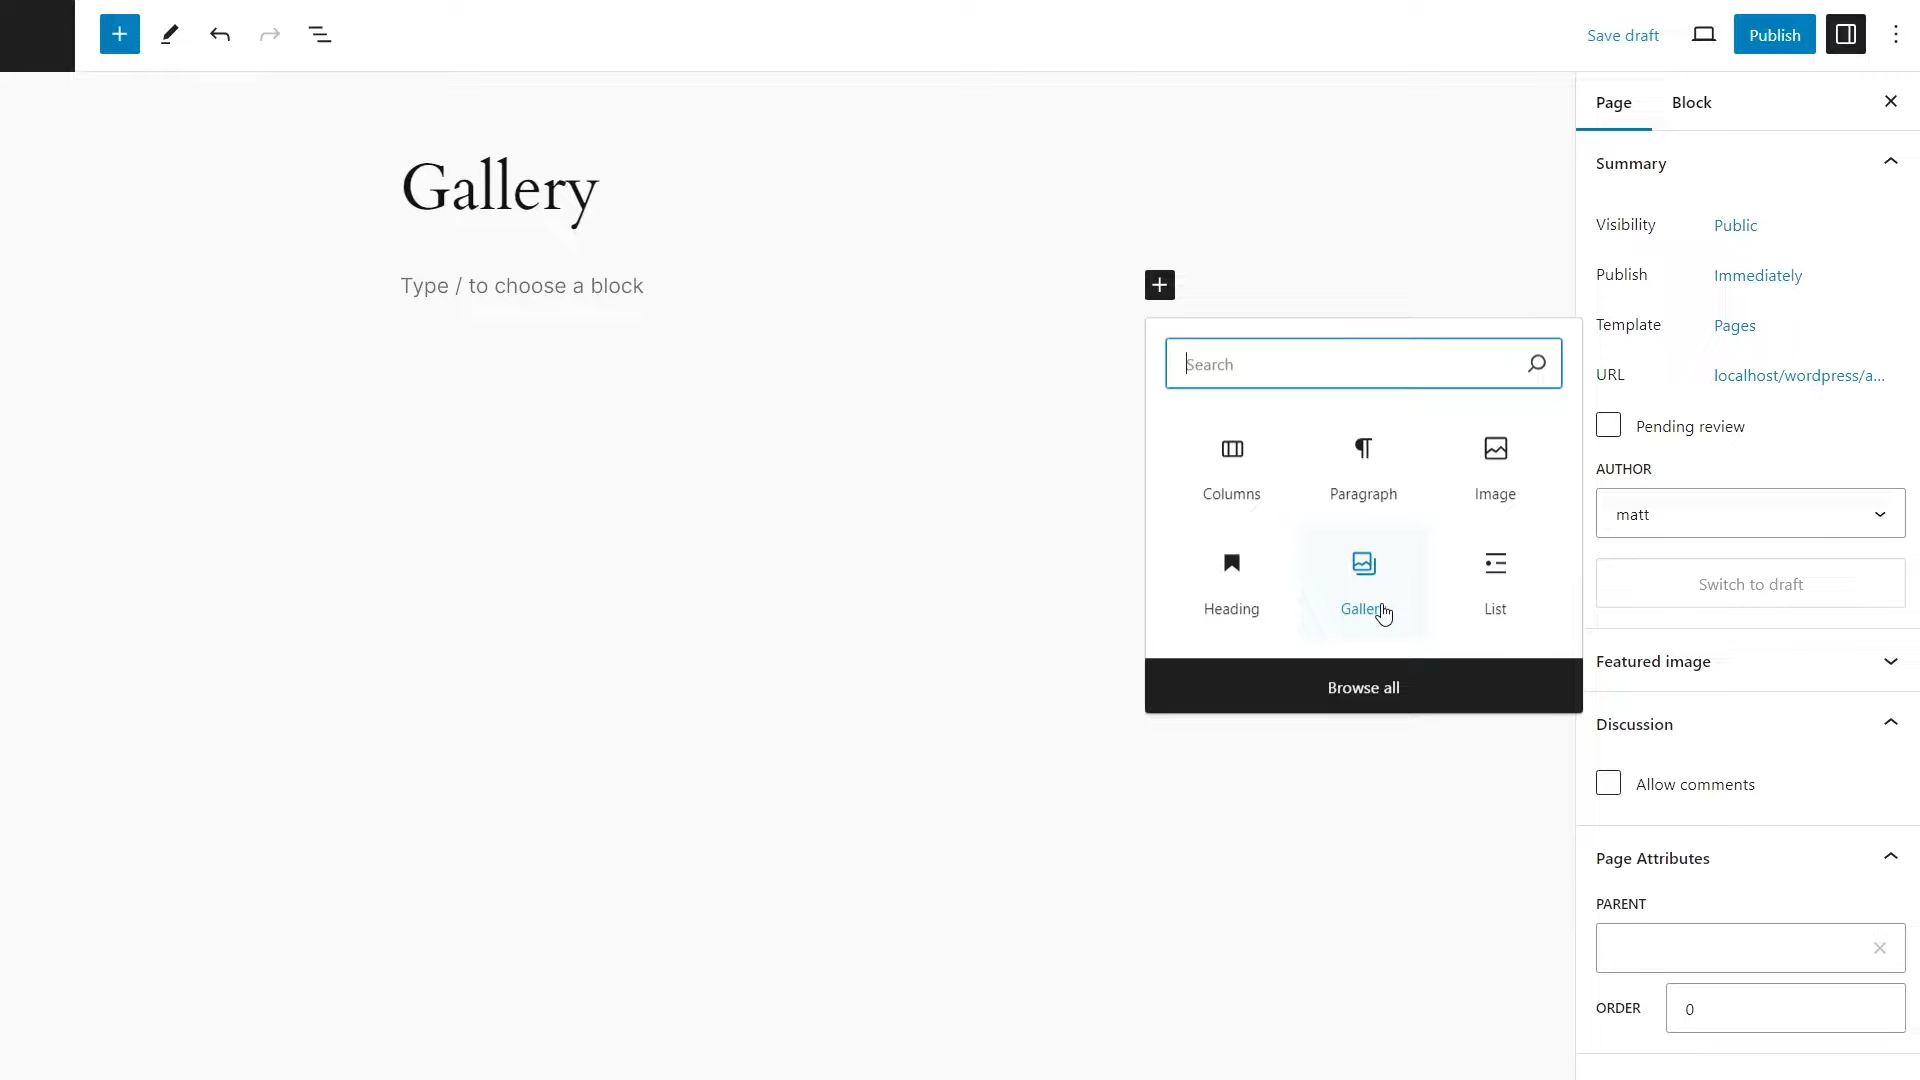 Save draft
Publish
Page
Block
Summary
Gallery
Visibility
Public
Publish
Immediately
Type / to choose a block
Template
Pages
Search
URL
localhost/wordpress/a...
Pending review
AUTHOR
Columns
Paragraph
Image
matt
Switch to draft
Heading
Gallery
List
Featured image
Browse all
Discussion
Allow comments
Page Attributes
PARENT
ORDER
0